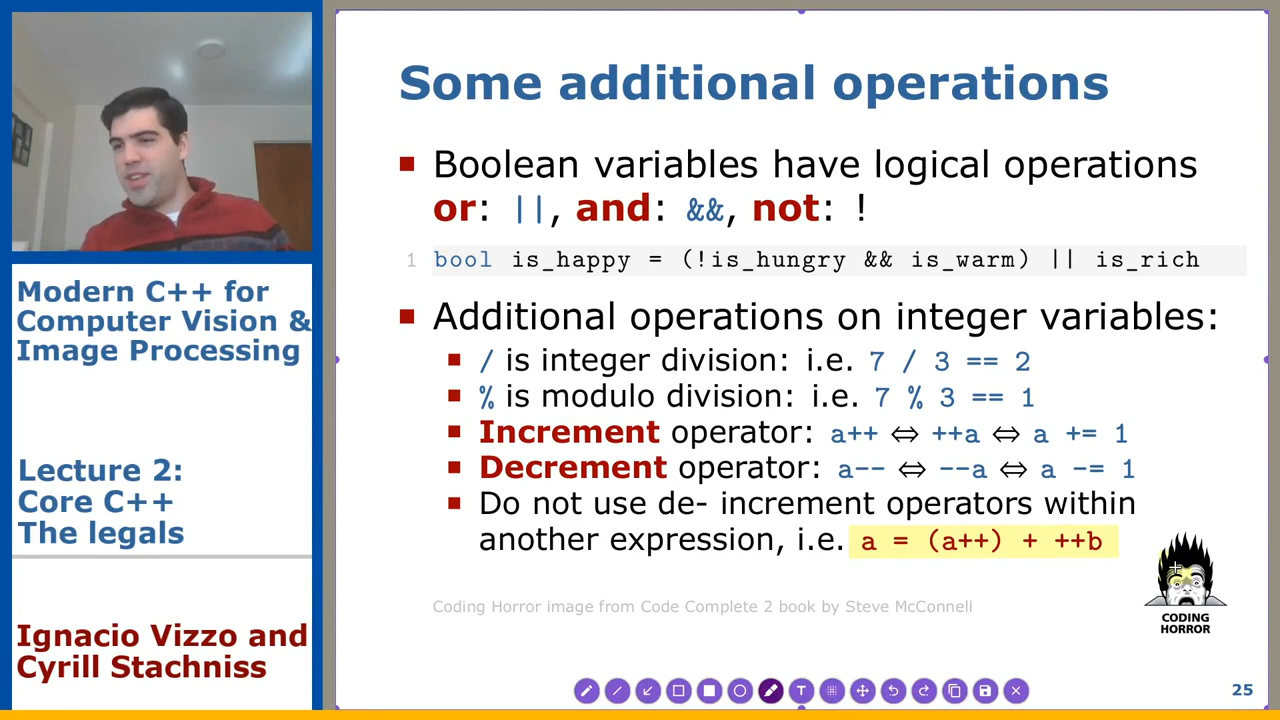 Modern C++ for
Computer Vision &
Image Processing
Lecture 2:
Core C++
The legals
Ignacio Vizzo and
Cyrill Stachniss
Some additional operations
Boolean variables have logical operations
or: ||, and: &&, not: !
1 bool is_happy = (!is_hungry && is_warm) || is_rich
Additional operations on integer variables:
/ is integer division: i.e. 7 / 3 == 2
% is modulo division: i.e. 7 % 3 == 1
Increment operator: a++ ⇔ ++a ⇔ a += 1
Decrement operator: a-- ⇔ --a ⇔ a -= 1
Do not use de- increment operators within
another expression, i.e. a = (a++) + ++b
CODING
HORROR
Coding Horror image from Code Complete 2 book by Steve McConnell
T
25